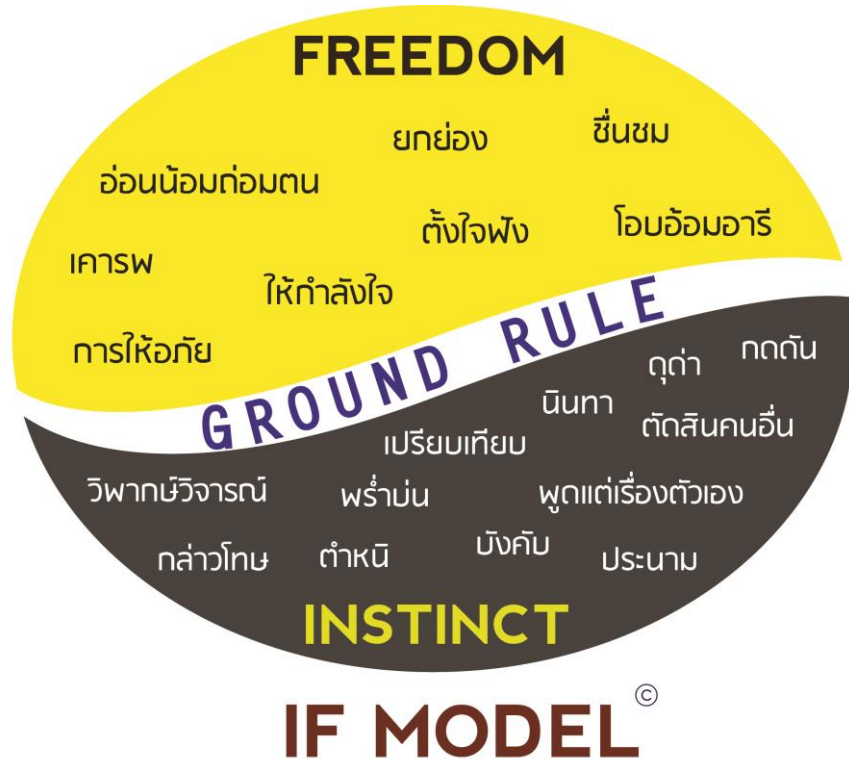 FREEDOM
ยกย่อง
ชื่นชม
อ่อนน้อมถ่อมตน
ตั้งใจฟัง
โอบอ้อมอารี
เคารพ
ให้กำลังใจ
การให้อภัย
GROUND RULE
ดุด่า
กดดัน
นินทา
ตัดสินคนอื่น
เปรียบเทียบ
วิพากษ์วิจารณ์
พร่ำบ่น
พูดแต่เรื่องตัวเอง
กล่าวโทษ
ตำหนิ
บังคับ
ประนาม
INSTINCT
IF MODEL ©